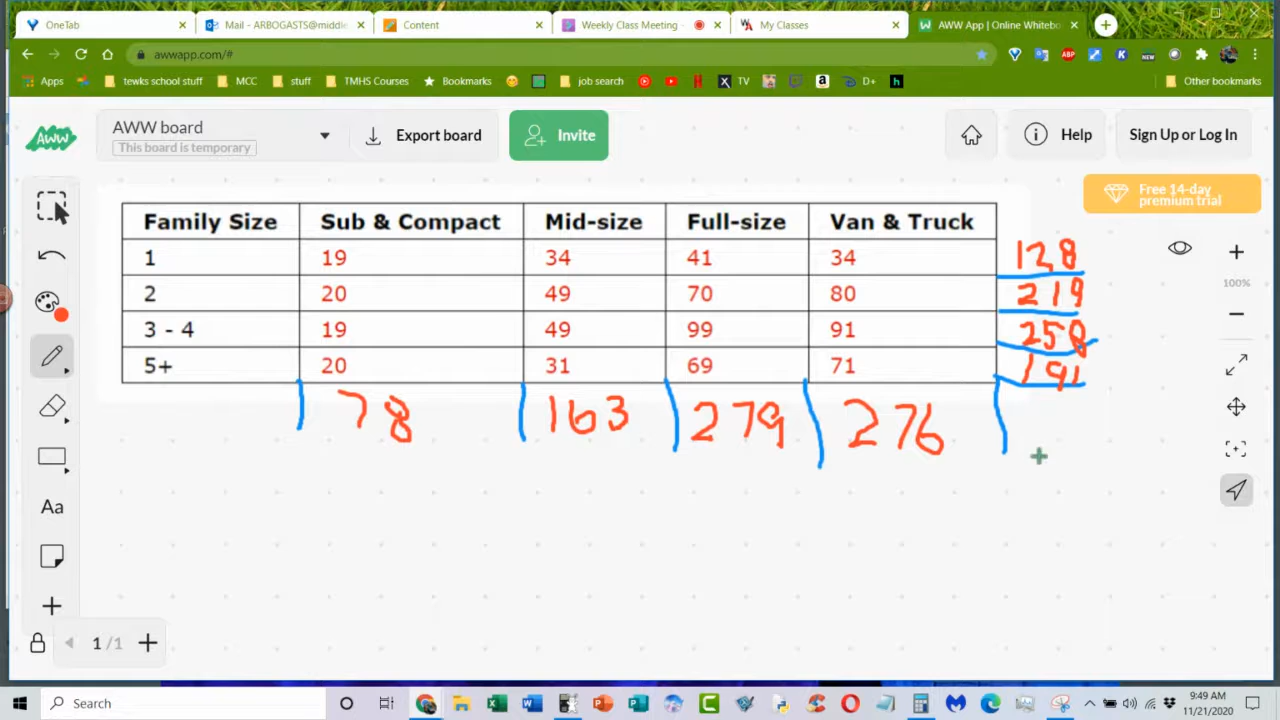 OneTab Mail - ARBOGASTS@middle Content Weekly Class Meeting - My Classes AWW App | Online Whitebo
awwapp.com/#
Apps tewks school stuff MCC stuff TMHS Courses Bookmarks job search TV D+ h Other bookmarks
AWW AWW board Export board Invite Help Sign Up or Log In
This board is temporary
Free 14-day
premium trial
Family Size Sub & Compact Mid-size Full-size Van & Truck
1 19 34 41 34 128
2 20 49 70 80 219
3 - 4 19 49 99 91 258
5+ 20 31 69 71 191
78 163 279 276
100%
Aa
1 / 1
Search
9:49 AM
11/21/2020